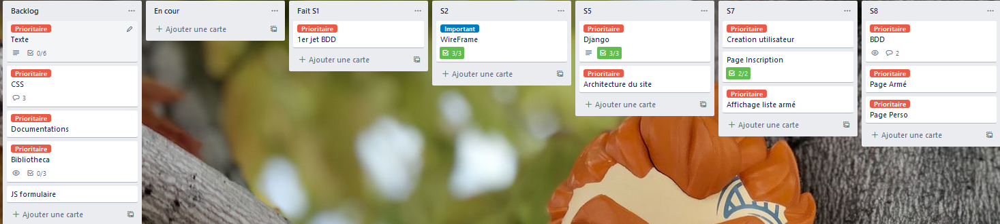 Backlog
Prioritaire
Texte
0/6
Prioritaire
CSS
3
Prioritaire
Documentations
Prioritaire
Bibliotheca
0/3
JS formulaire
+ Ajouter une carte
En cour
+ Ajouter une carte
Fait S1
Prioritaire
1er jet BDD
+ Ajouter une carte
S2
Important
WireFrame
3/3
+ Ajouter une carte
S5
Prioritaire
Django
3/3
Prioritaire
Architecture du site
+ Ajouter une carte
S7
Prioritaire
Creation utilisateur
Page Inscription
2/2
Prioritaire
Affichage liste armé
+ Ajouter une carte
S8
Prioritaire
BDD
2
Prioritaire
Page Armé
Prioritaire
Page Perso
+ Ajouter une carte